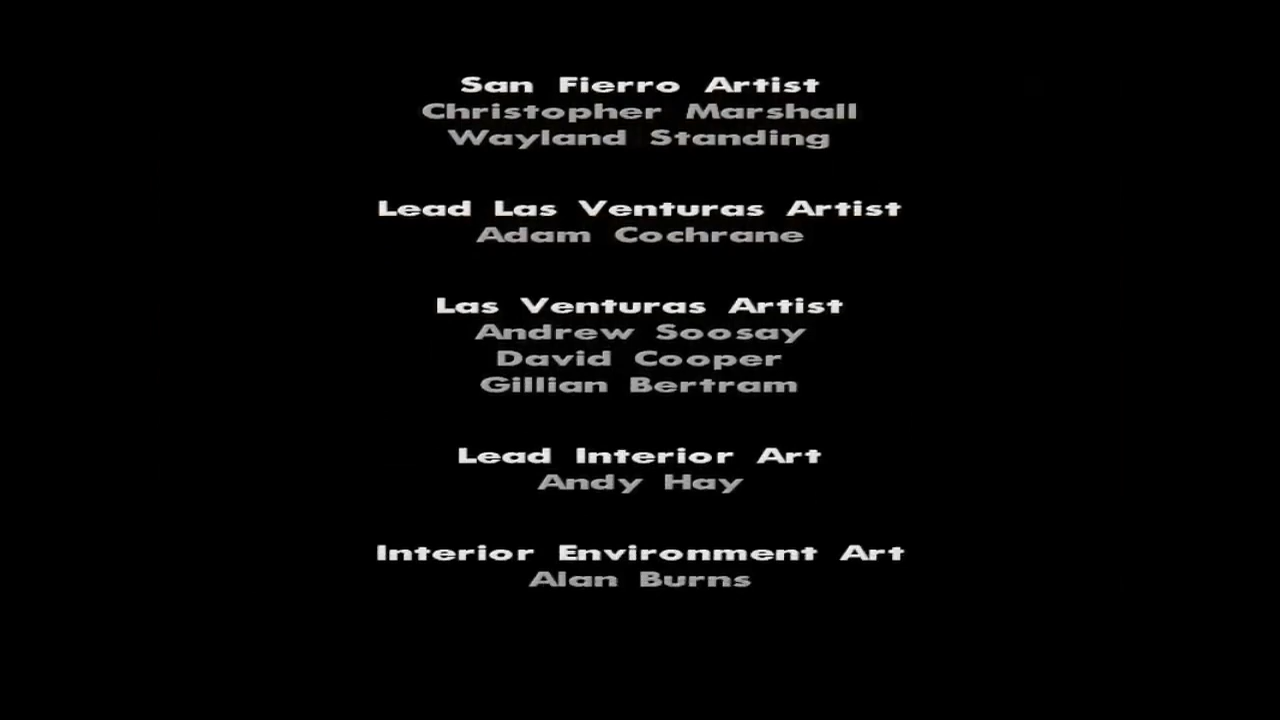 San Fierro Artist
Christopher Marshall
Wayland Standing
Lead Las Venturas Artist
Adam Cochrane
Las Venturas Artist
Andrew Soosay
David Cooper
Gillian Bertram
Lead Interior Art
Andy Hay
Interior Environment Art
Alan Burns